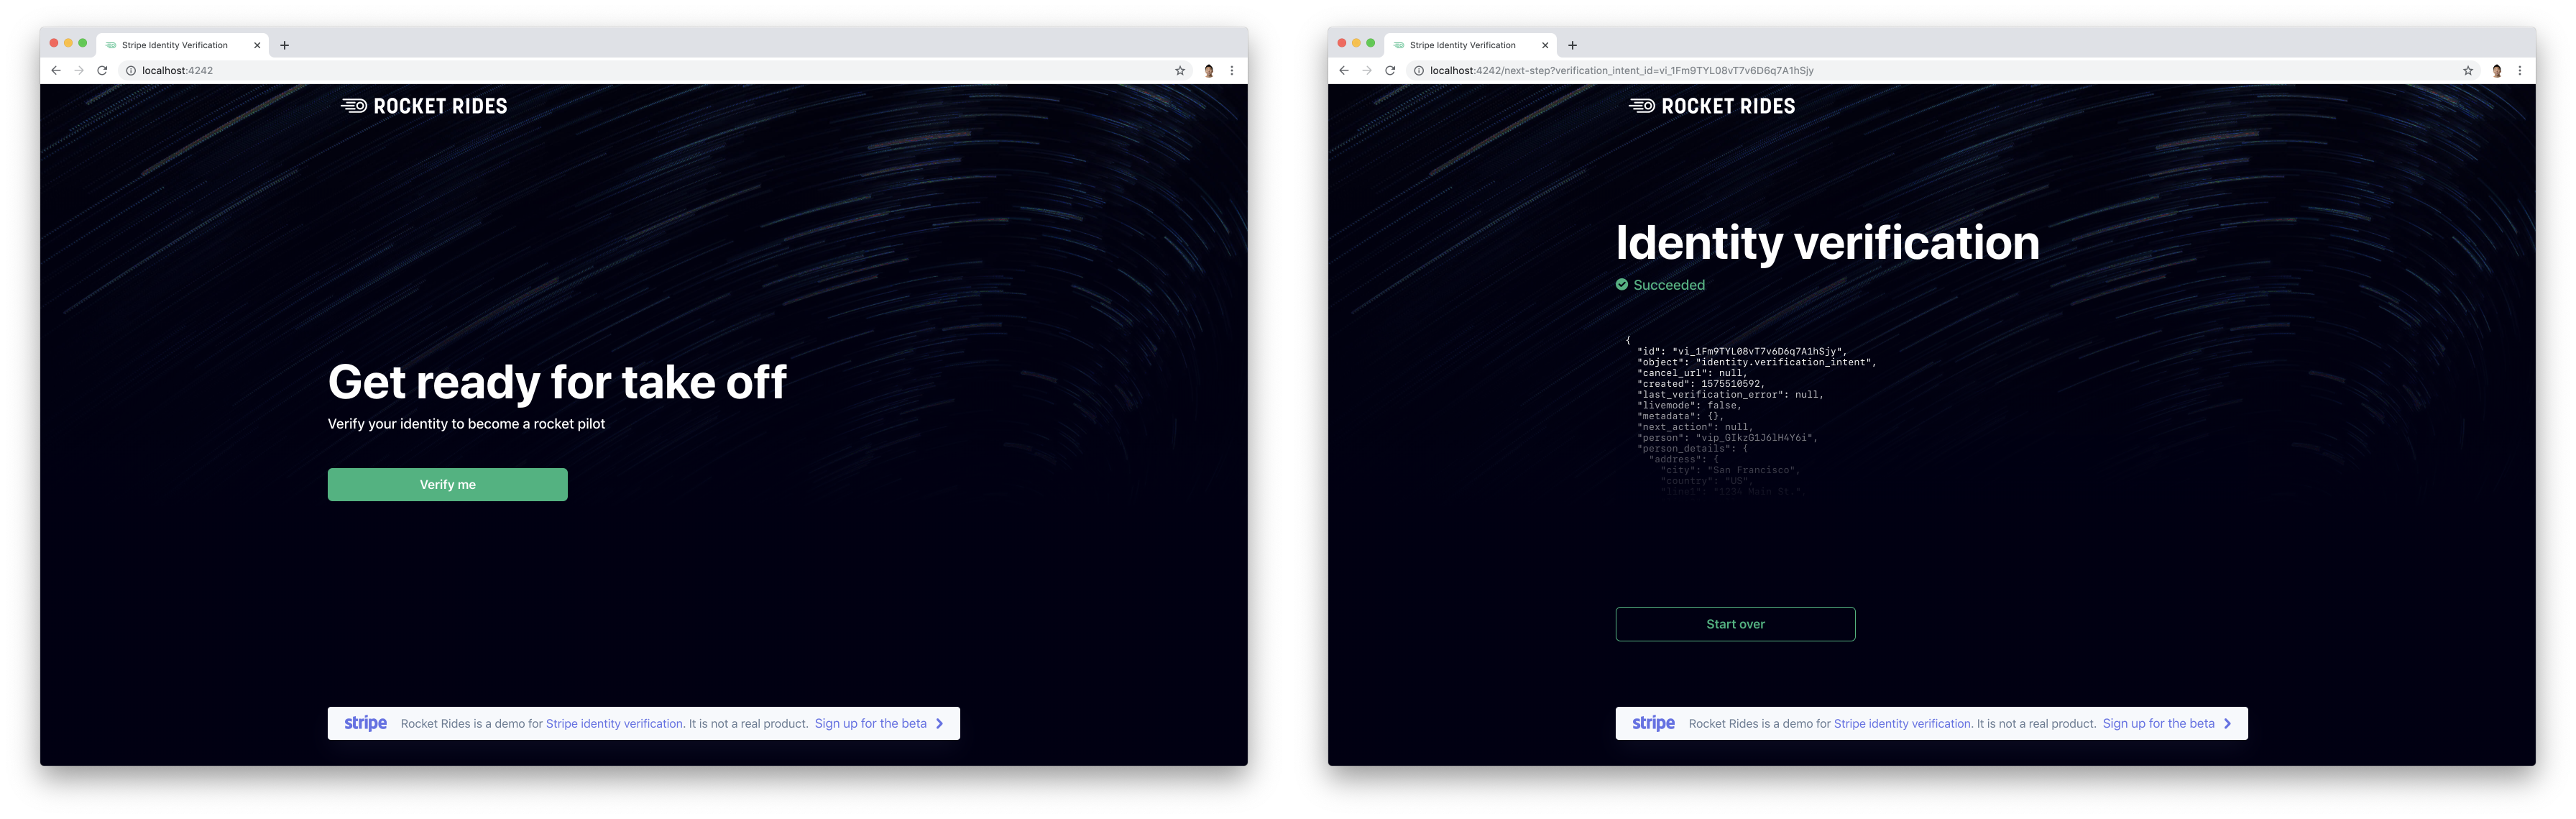 Stripe Identity Verification
localhost:4242
ROCKET RIDES
Get ready for take off
Verify your identity to become a rocket pilot
Verify me
stripe Rocket Rides is a demo for Stripe identity verification. It is not a real product. Sign up for the beta
Stripe Identity Verification
localhost:4242/next-step?verification_intent_id=vi_1Fm9TYL08vT7v6D6q7A1hSjy
ROCKET RIDES
Identity verification
Succeeded
{
"id": "vi_1Fm9TYL08vT7v6D6q7A1hSjy",
"object": "identity.verification_intent",
"cancel_url": null,
"created": 1575510592,
"last_verification_error": null,
"livemode": false,
"metadata": {},
"next_action": null,
"person": "vip_GIkzG1J6lH4Y6i",
"person_details": {
"address": {
"city": "San Francisco",
"country": "US",
"line1": "1234 Main St.",
Start over
stripe Rocket Rides is a demo for Stripe identity verification. It is not a real product. Sign up for the beta